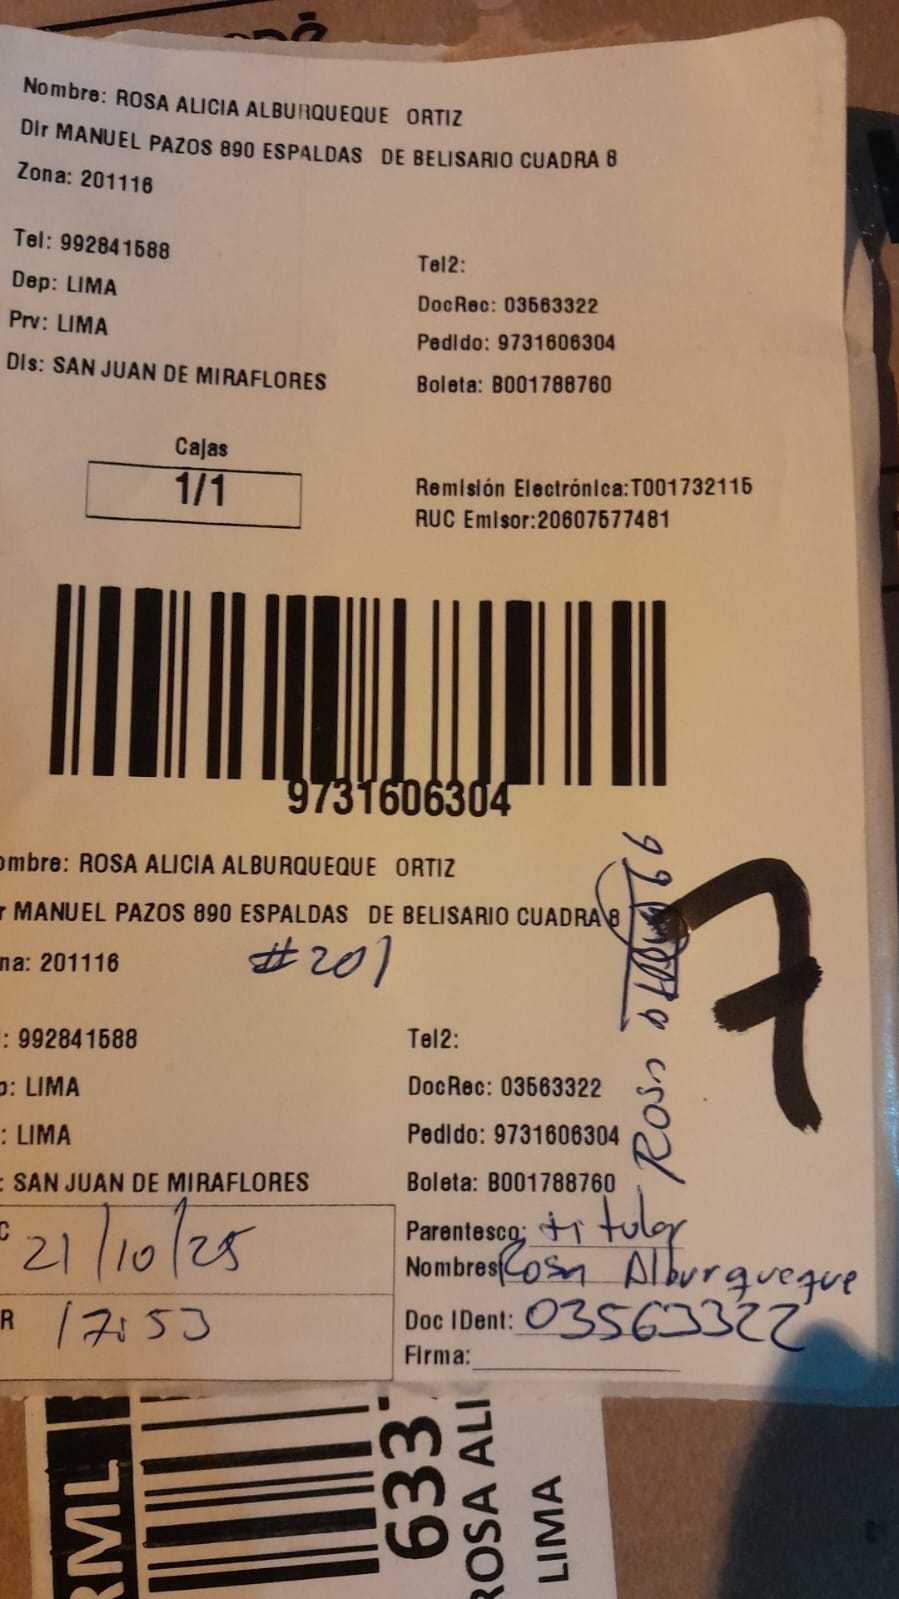 Nombre: ROSA ALICIA ALBURQUEQUE ORTIZ
Dir MANUEL PAZOS 890 ESPALDAS DE BELISARIO CUADRA 8
Zona: 201116
Tel: 992841588
Tel2:
Dep: LIMA
DocRec: 03563322
Prv: LIMA
Pedido: 9731606304
Dis: SAN JUAN DE MIRAFLORES
Boleta: B001788760
Cajas
1/1
Remisión Electrónica:T001732115
RUC Emisor:20607577481
9731606304
ombre: ROSA ALICIA ALBURQUEQUE ORTIZ
r MANUEL PAZOS 890 ESPALDAS DE BELISARIO CUADRA 8
na: 201116
#201
7
Rosa
: 992841588
Tel2:
: LIMA
DocRec: 03563322
: LIMA
Pedido: 9731606304
: SAN JUAN DE MIRAFLORES
Boleta: B001788760
C 21/10/25
Parentesco: titular
Nombres Rosa Alburqueque
R 17:53
Doc IDent: 03563322
Firma:
RML
633
ROSA ALI
LIMA